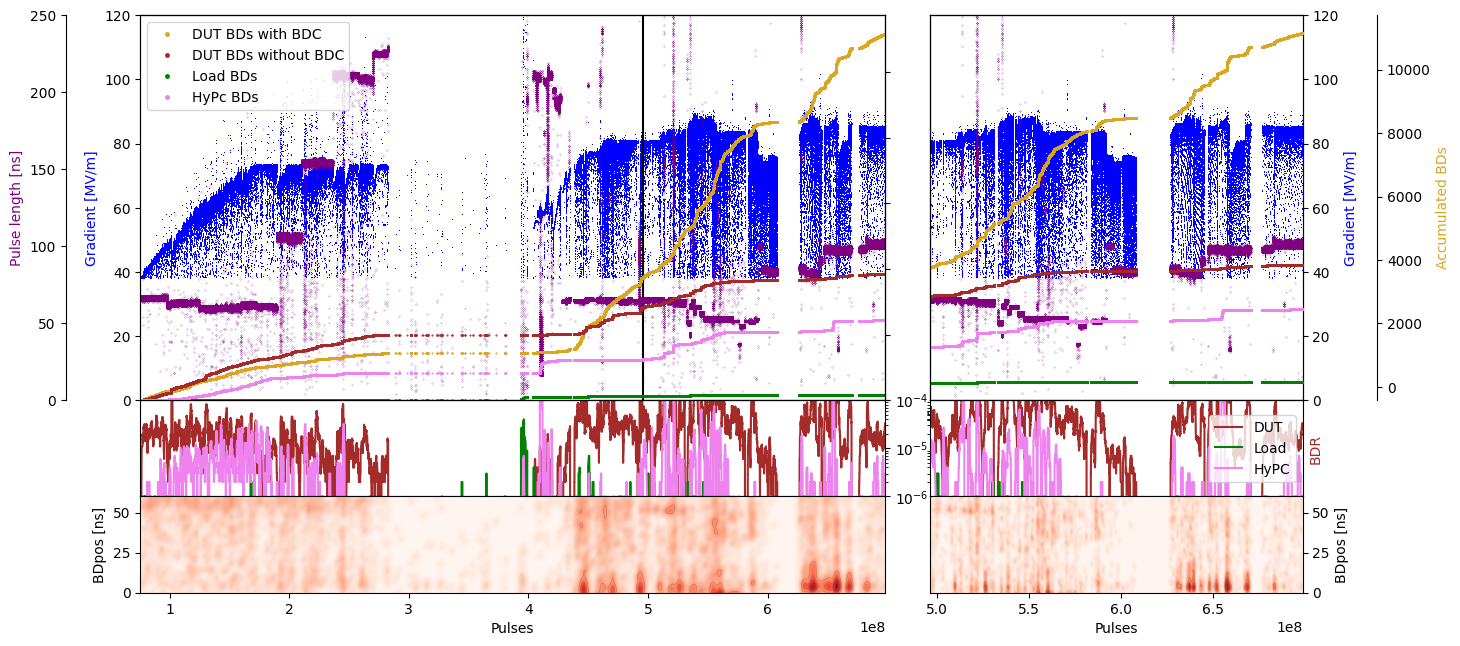 DUT BDs with BDC
DUT BDs without BDC
Load BDs
HyPc BDs
Pulse length [ns]
250
200
150
100
50
0
Gradient [MV/m]
120
100
80
60
40
20
0
120
100
80
60
40
20
0
Gradient [MV/m]
10000
8000
6000
4000
2000
0
Accumulated BDs
10⁻⁴
10⁻⁵
10⁻⁶
BDR
DUT
Load
HyPC
BDpos [ns]
50
25
0
50
25
0
BDpos [ns]
1 2 3 4 5 6
Pulses
1e8
5.0 5.5 6.0 6.5
Pulses
1e8